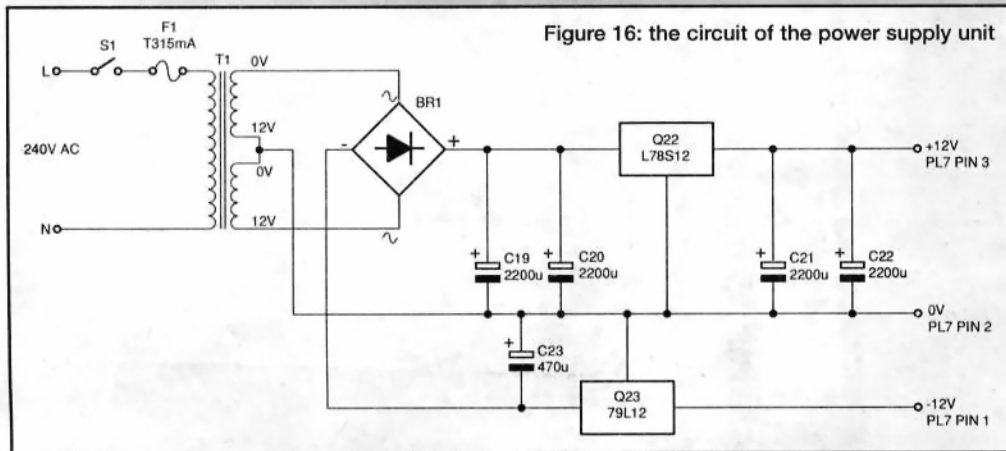 Figure 16: the circuit of the power supply unit
F1
T315mA
S1
T1
L
0V
BR1
12V
240V AC
0V
12V
N
-
+
Q22
L78S12
+12V
PL7 PIN 3
+
C19
2200u
+
C20
2200u
+
C21
2200u
+
C22
2200u
0V
PL7 PIN 2
+
C23
470u
Q23
79L12
-12V
PL7 PIN 1